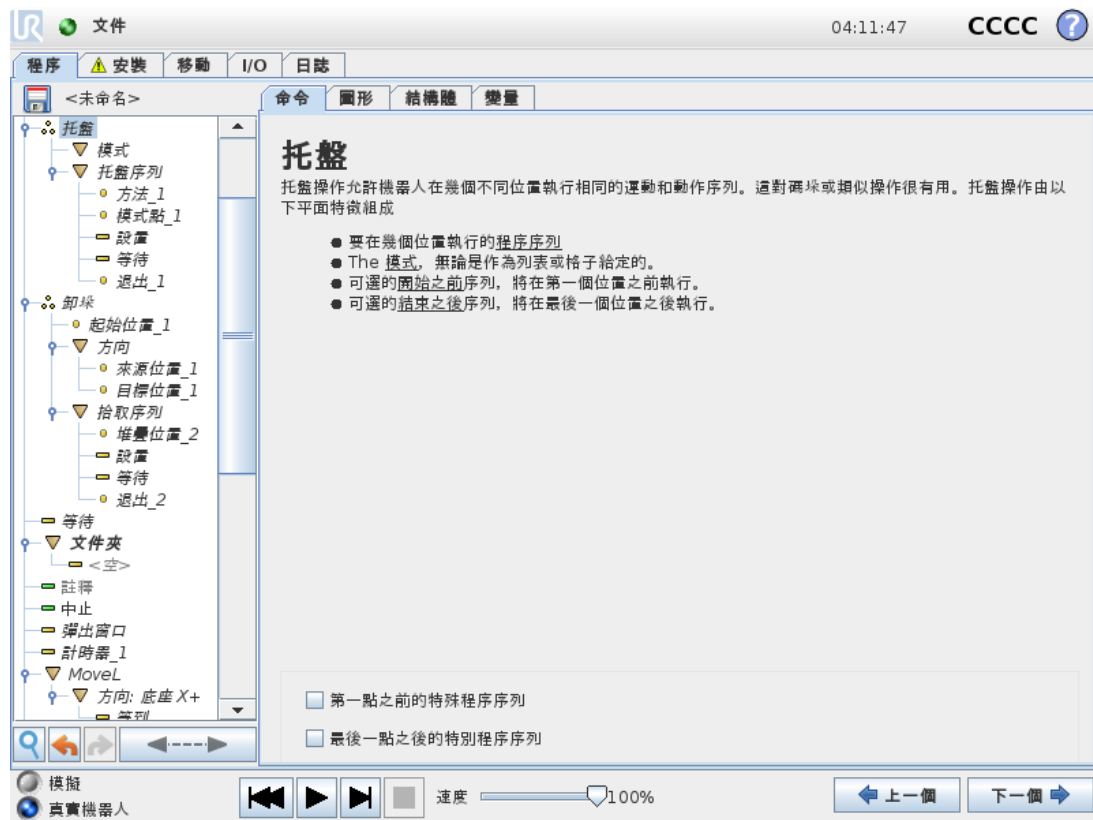 UR 文件 04:11:47 CCCC ?
程序 安裝 移動 I/O 日誌
<未命名> 命令 圖形 結構體 變量
托盤
模式
托盤序列
方法_1
模式點_1
設置
等待
退出_1
卸垛
起始位置_1
方向
來源位置_1
目標位置_1
拾取序列
堆疊位置_2
設置
等待
退出_2
等待
文件夾
<空>
註釋
中止
彈出窗口
計時器_1
MoveL
方向: 底座 X+
等到
托盤
托盤操作允許機器人在幾個不同位置執行相同的運動和動作序列。這對碼垛或類似操作很有用。托盤操作由以
下平面特徵組成
要在幾個位置執行的程序序列
The 模式, 無論是作為列表或格子給定的。
可選的開始之前序列, 將在第一個位置之前執行。
可選的結束之後序列, 將在最後一個位置之後執行。
第一點之前的特殊程序序列
最後一點之後的特別程序序列
模擬
真實機器人
速度 100% 上一個 下一個